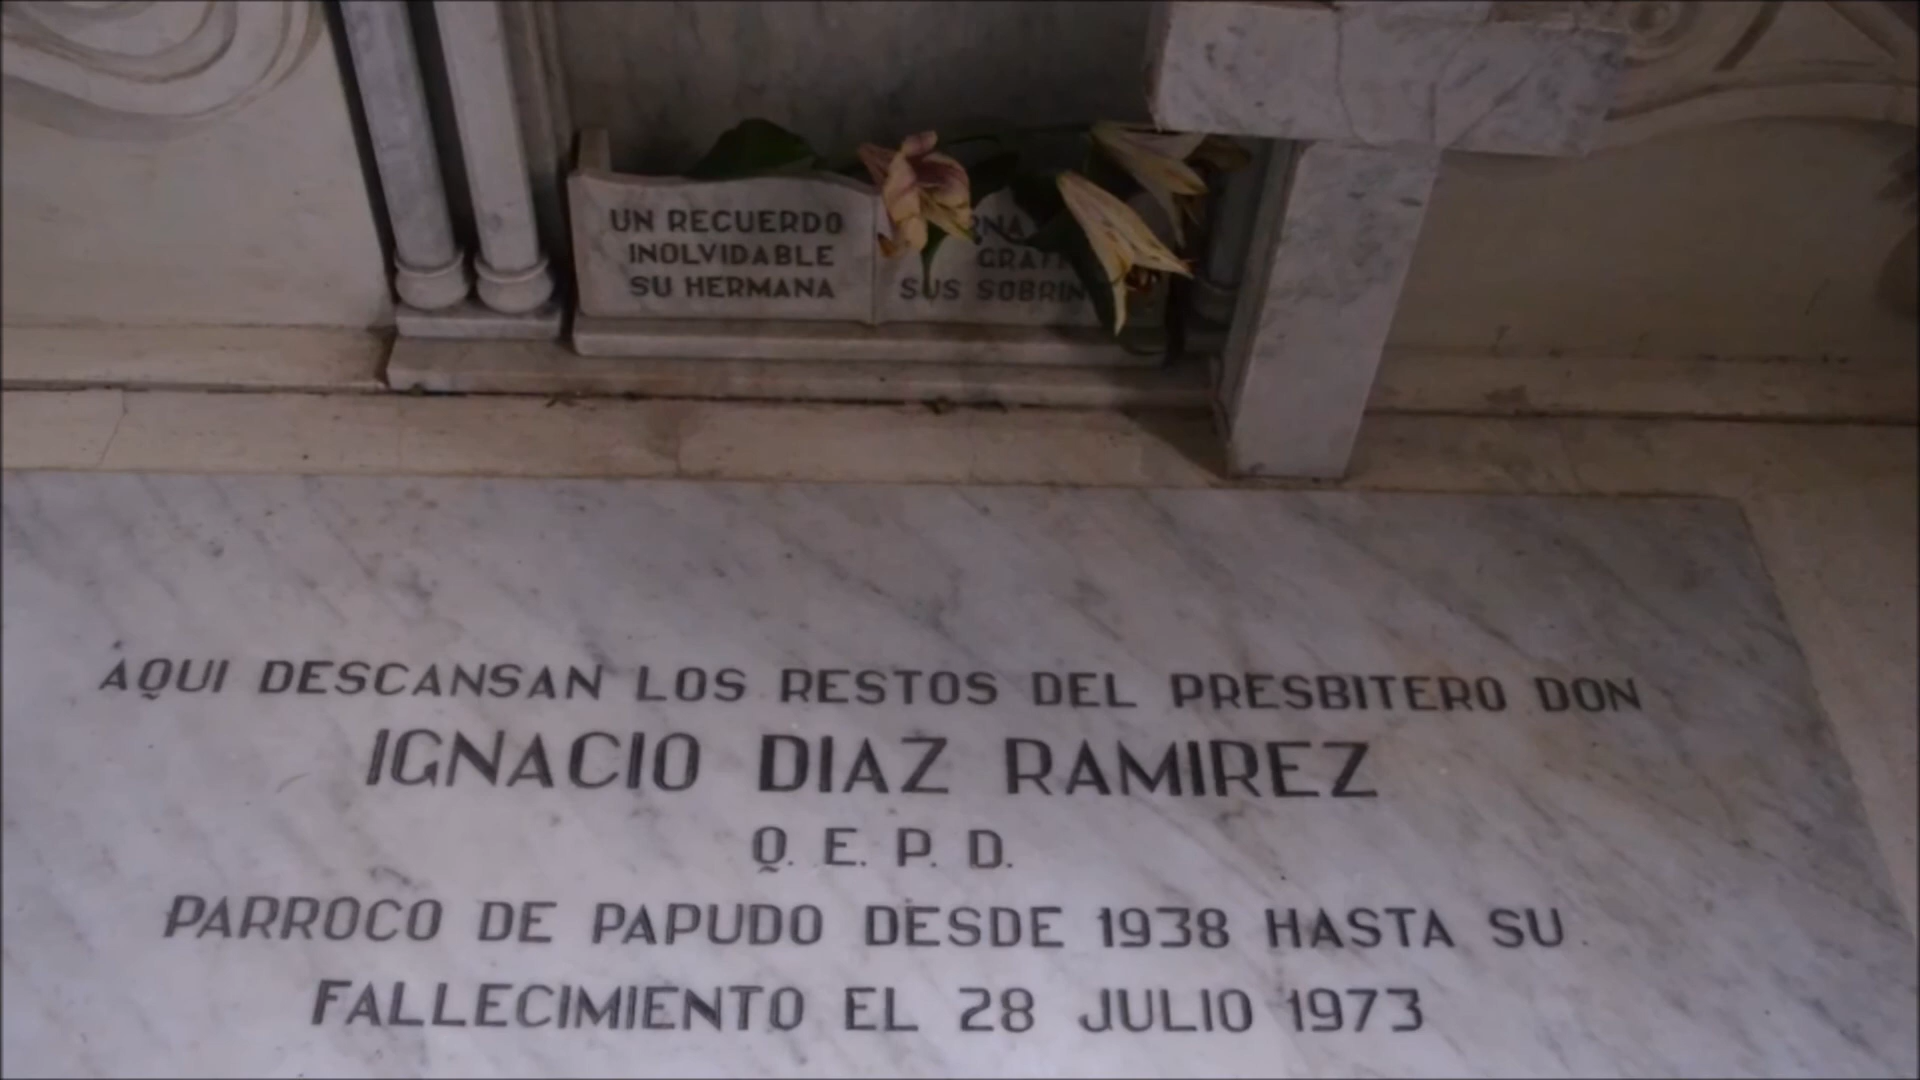 UN RECUERDO
INOLVIDABLE
SU HERMANA
SUS
AQUI DESCANSAN LOS RESTOS DEL PRESBITERO DON
IGNACIO DIAZ RAMIREZ
Q. E. P. D.
PARROCO DE PAPUDO DESDE 1938 HASTA SU
FALLECIMIENTO EL 28 JULIO 1973